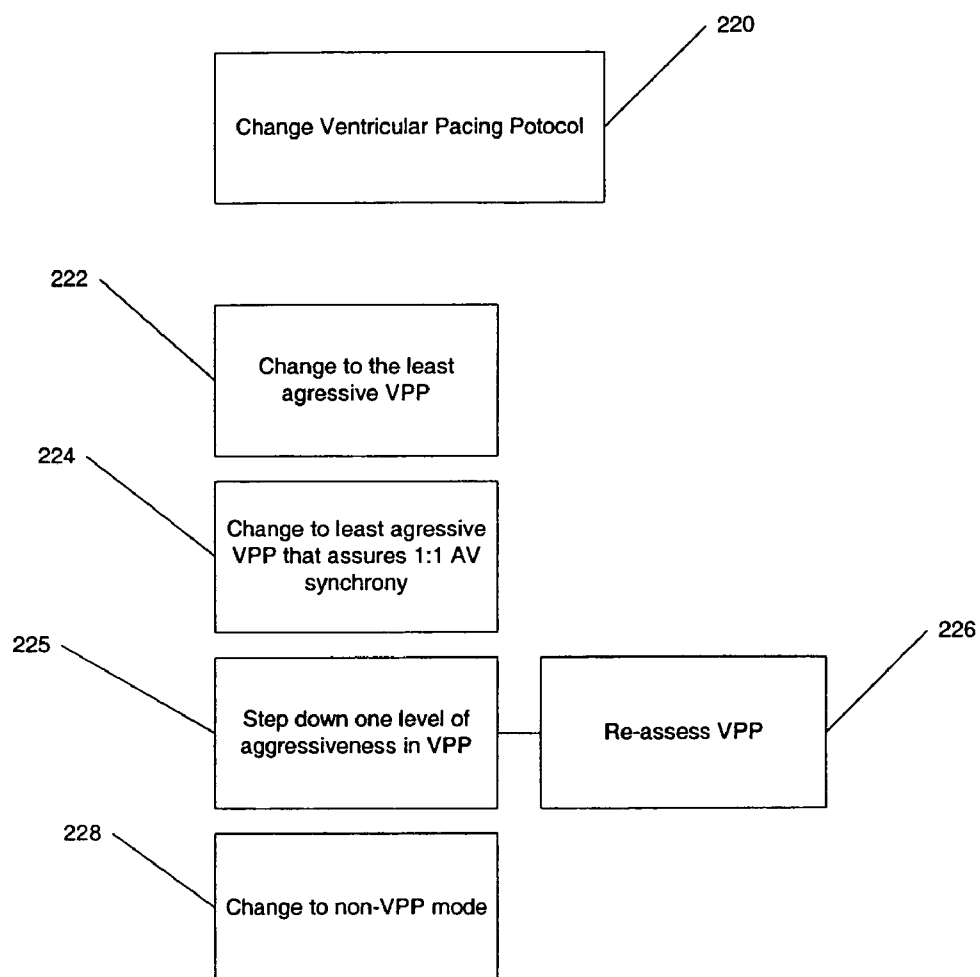 220
Change Ventricular Pacing Potocol
222
Change to the least
agressive VPP
224
Change to least agressive
VPP that assures 1:1 AV
synchrony
225
226
Step down one level of
aggressiveness in VPP
Re-assess VPP
228
Change to non-VPP mode